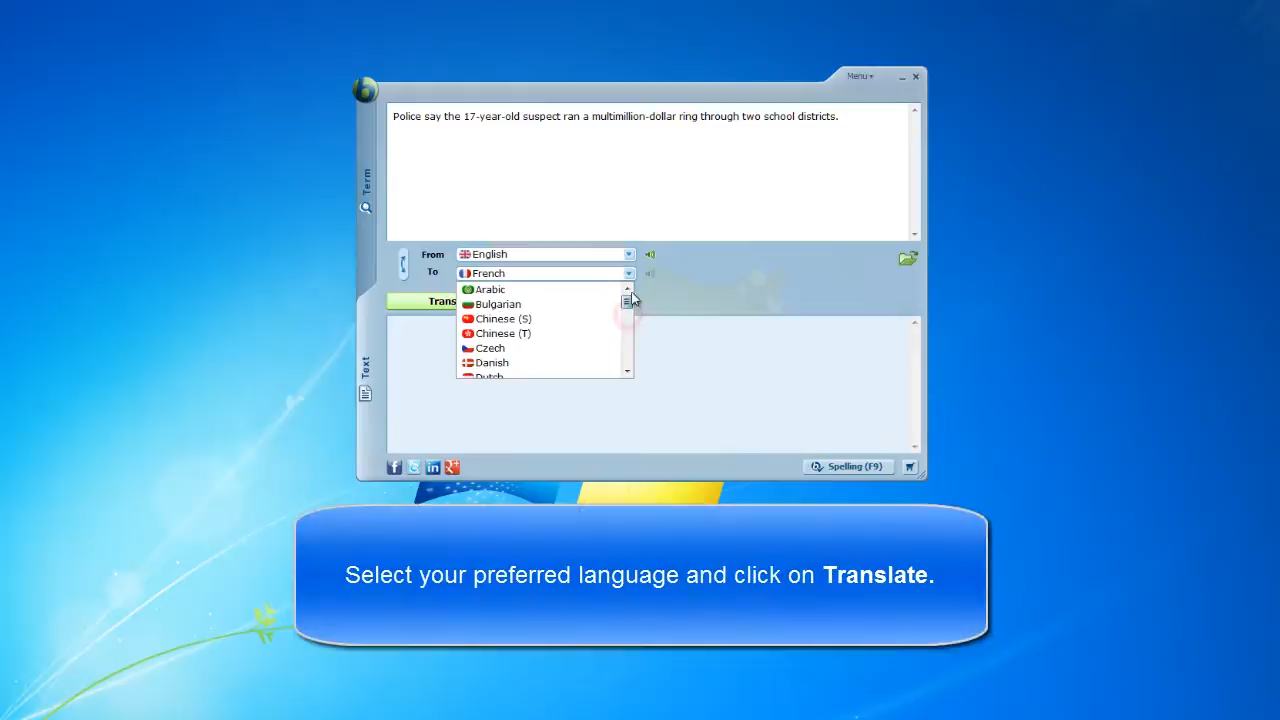 Menu
Police say the 17-year-old suspect ran a multimillion-dollar ring through two school districts.
Term
From English
To French
Arabic
Trans
Bulgarian
Chinese (S)
Chinese (T)
Czech
Danish
Dutch
Text
Spelling (F9)
Select your preferred language and click on Translate.